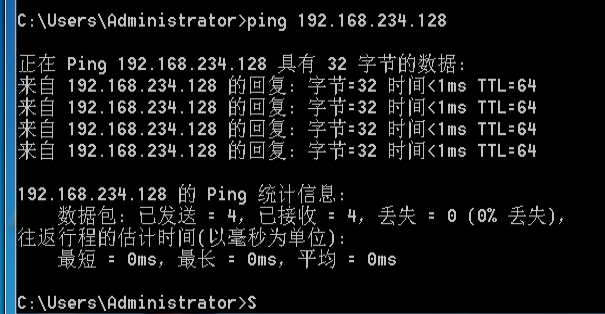 C:\Users\Administrator>ping 192.168.234.128
正在 Ping 192.168.234.128 具有 32 字节的数据:
来自 192.168.234.128 的回复: 字节=32 时间<1ms TTL=64
来自 192.168.234.128 的回复: 字节=32 时间<1ms TTL=64
来自 192.168.234.128 的回复: 字节=32 时间<1ms TTL=64
来自 192.168.234.128 的回复: 字节=32 时间<1ms TTL=64
192.168.234.128 的 Ping 统计信息:
数据包: 已发送 = 4，已接收 = 4，丢失 = 0 (0% 丢失)，
往返行程的估计时间(以毫秒为单位):
最短 = 0ms，最长 = 0ms，平均 = 0ms
C:\Users\Administrator>S